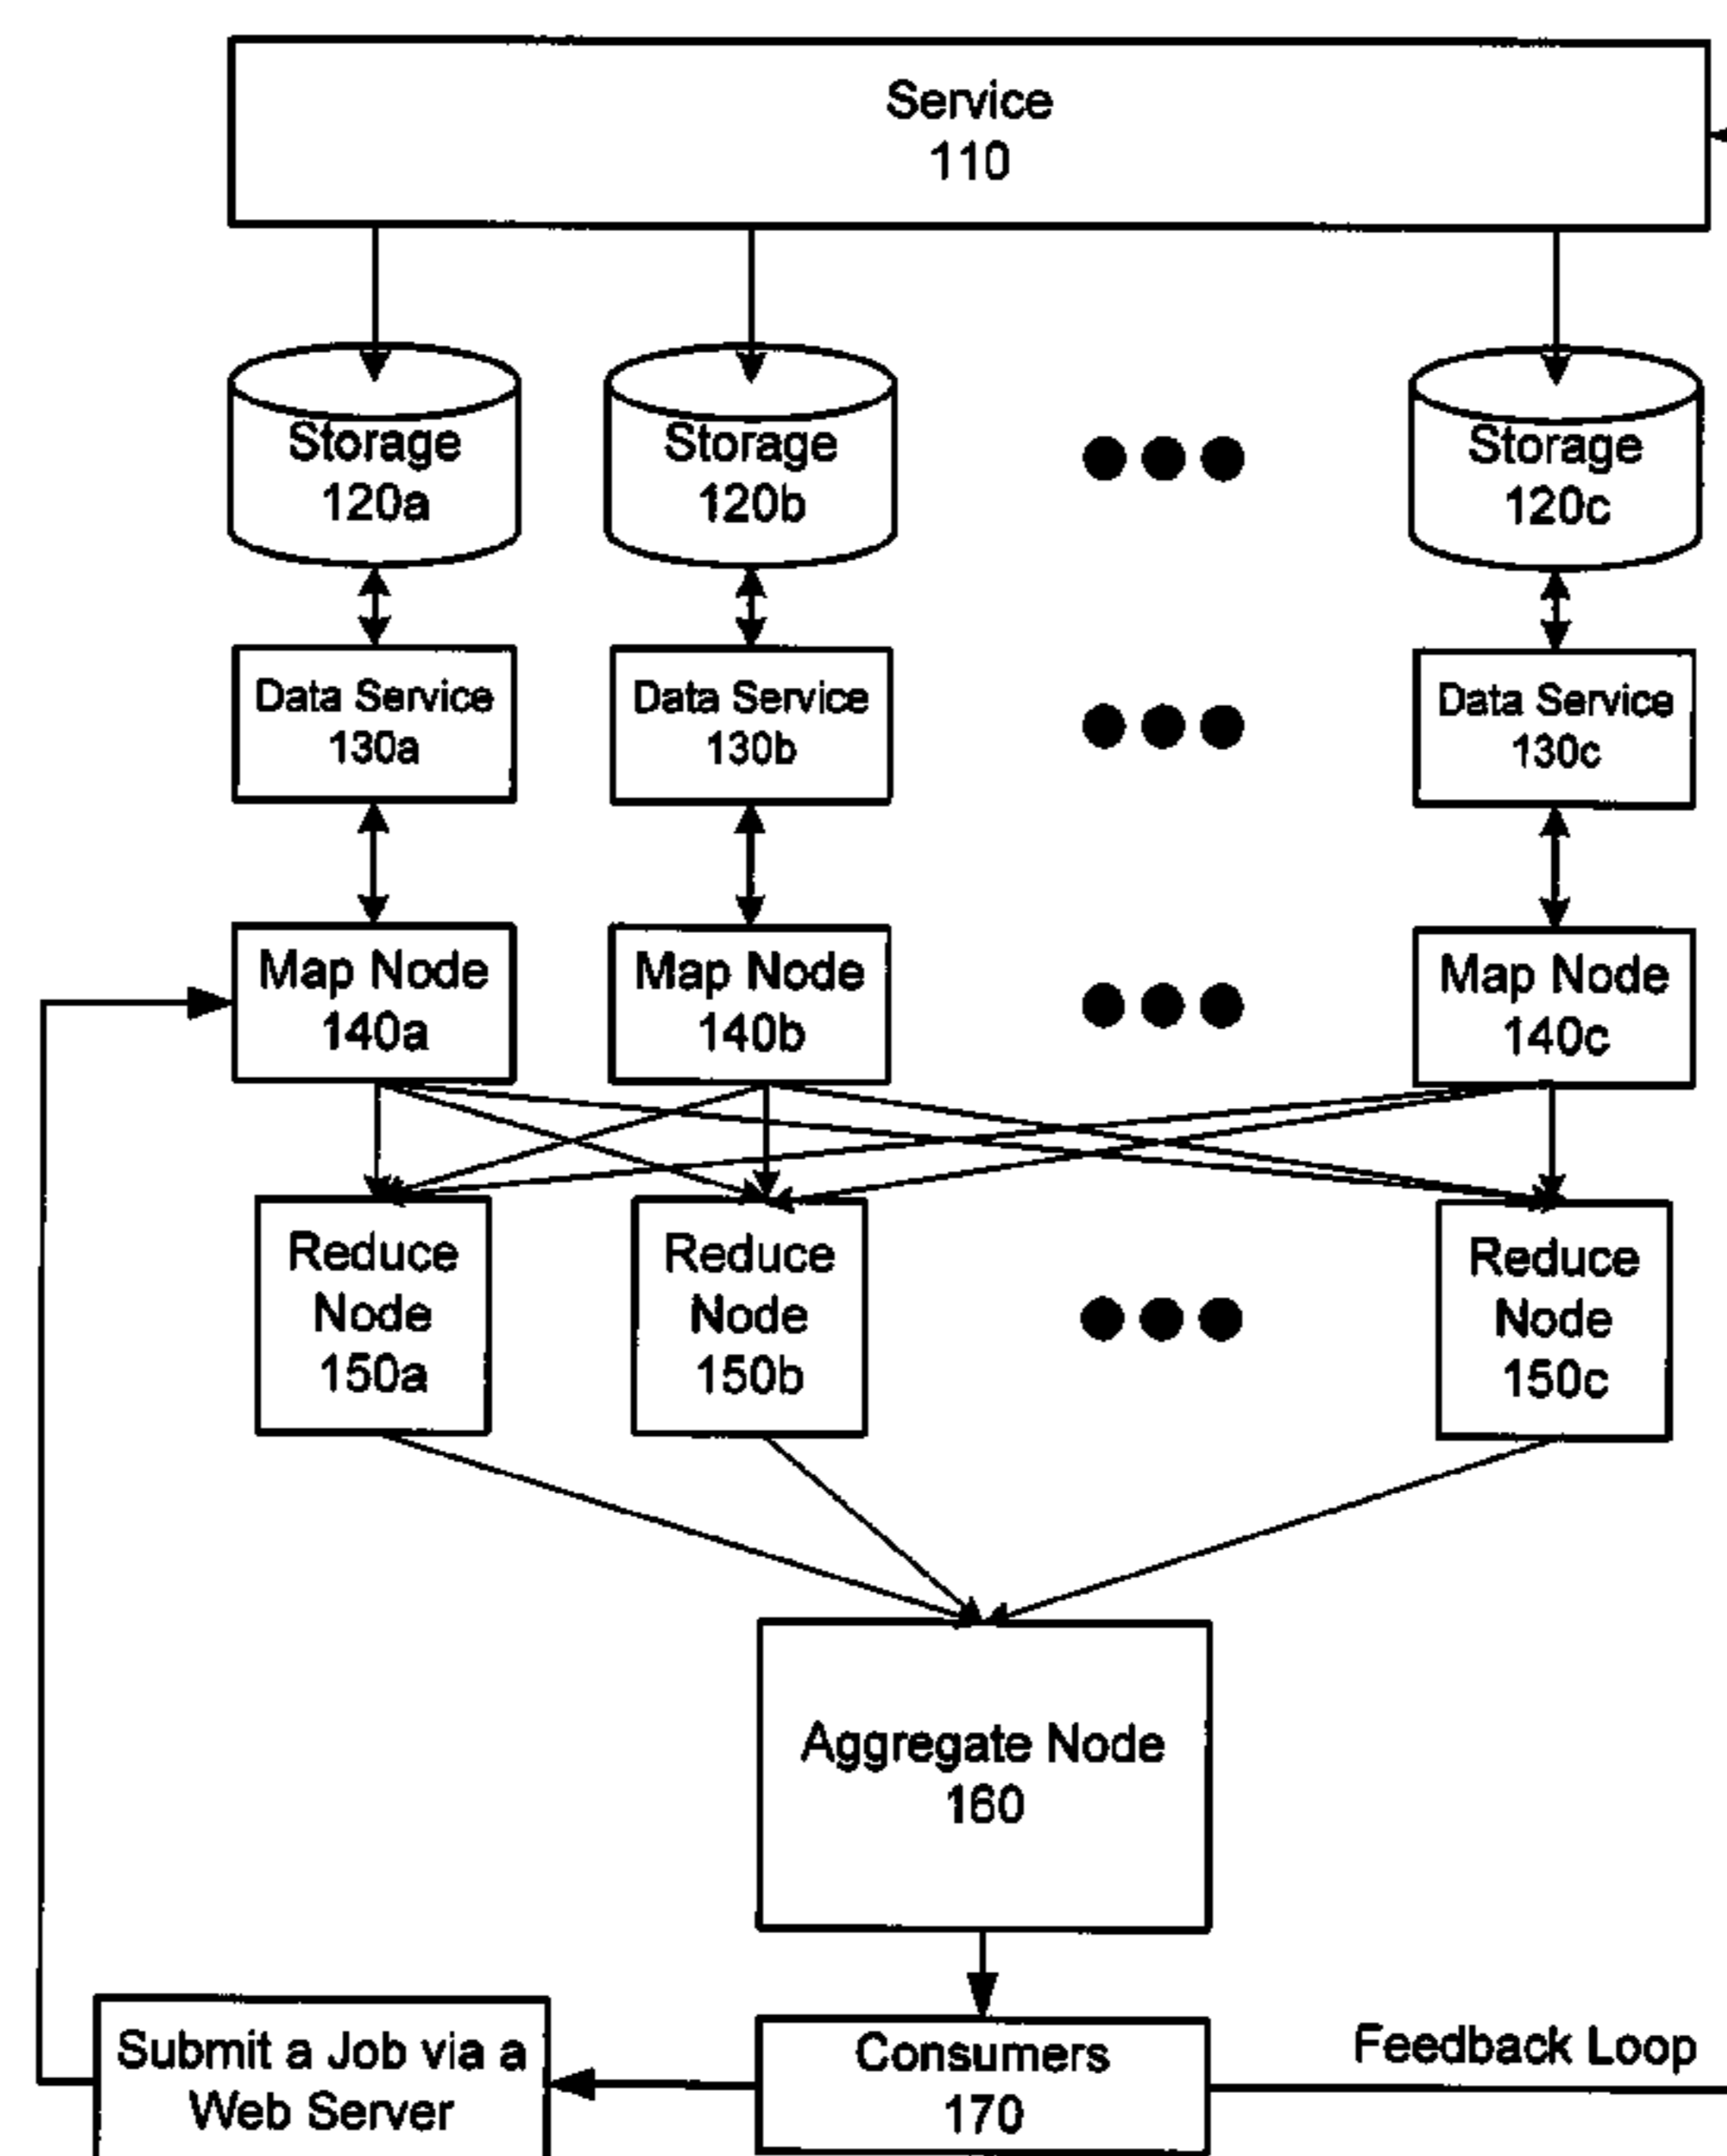 Service
110
Storage
120a
Storage
120b
Storage
120c
Data Service
130a
Data Service
130b
Data Service
130c
Map Node
140a
Map Node
140b
Map Node
140c
Reduce
Node
150a
Reduce
Node
150b
Reduce
Node
150c
Aggregate Node
160
Submit a Job via a
Web Server
Consumers
170
Feedback Loop